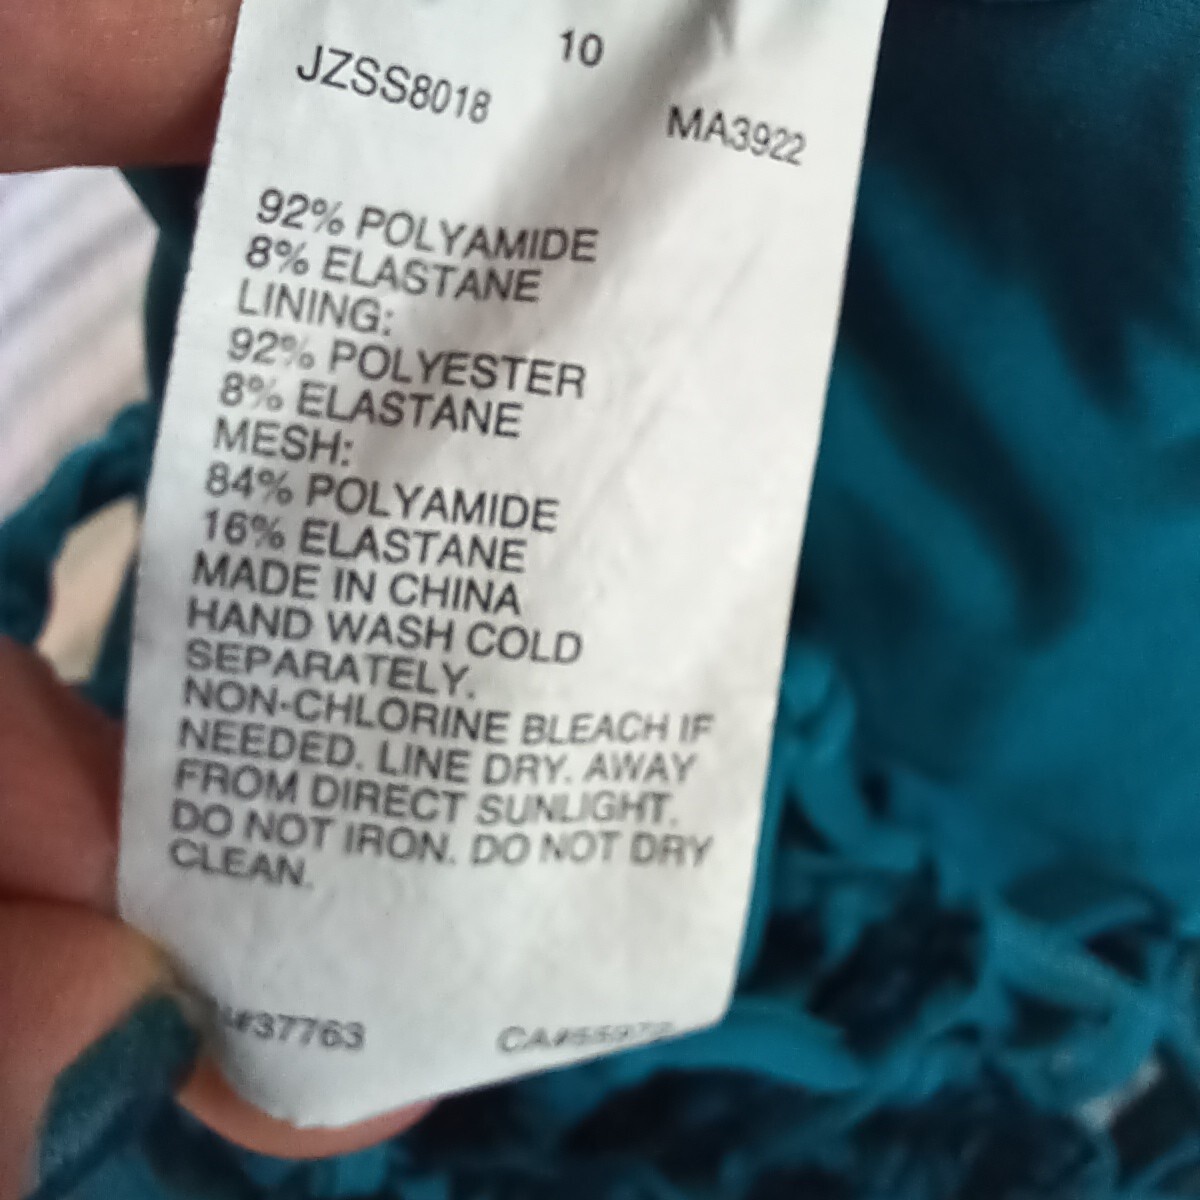 10
JZSS8018
MA3922
92% POLYAMIDE
8% ELASTANE
LINING:
92% POLYESTER
8% ELASTANE
MESH:
84% POLYAMIDE
16% ELASTANE
MADE IN CHINA
HAND WASH COLD
SEPARATELY.
NON-CHLORINE BLEACH IF
NEEDED. LINE DRY. AWAY
FROM DIRECT SUNLIGHT.
DO NOT IRON. DO NOT DRY
CLEAN.
#37763